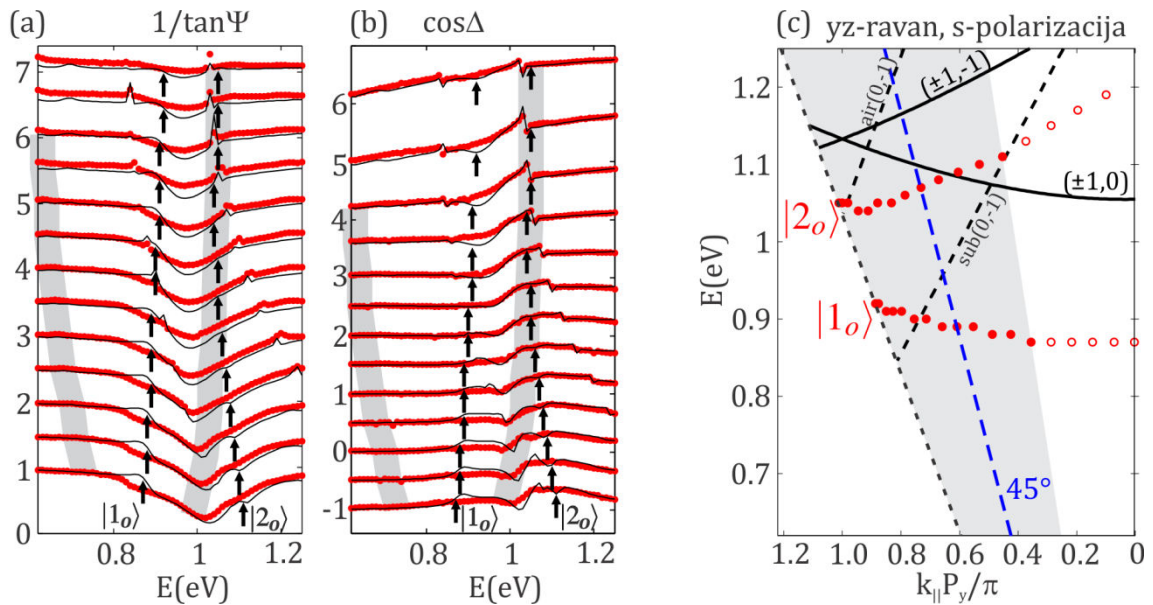 (a) 1/tanΨ
7
6
5
4
3
2
1
0
|1ₒ⟩
|2ₒ⟩
0.8 1 1.2
E(eV)
(b) cosΔ
6
5
4
3
2
1
0
-1
|1ₒ⟩
|2ₒ⟩
0.8 1 1.2
E(eV)
(c) yz-ravan, s-polarizacija
E(eV)
1.2
1.1
1
0.9
0.8
0.7
air(0,-1)
(±1,-1)
(±1,0)
|2ₒ⟩
sub(0,-1)
|1ₒ⟩
45°
1.2 1.0 0.8 0.6 0.4 0.2 0
k||Pᵧ/π